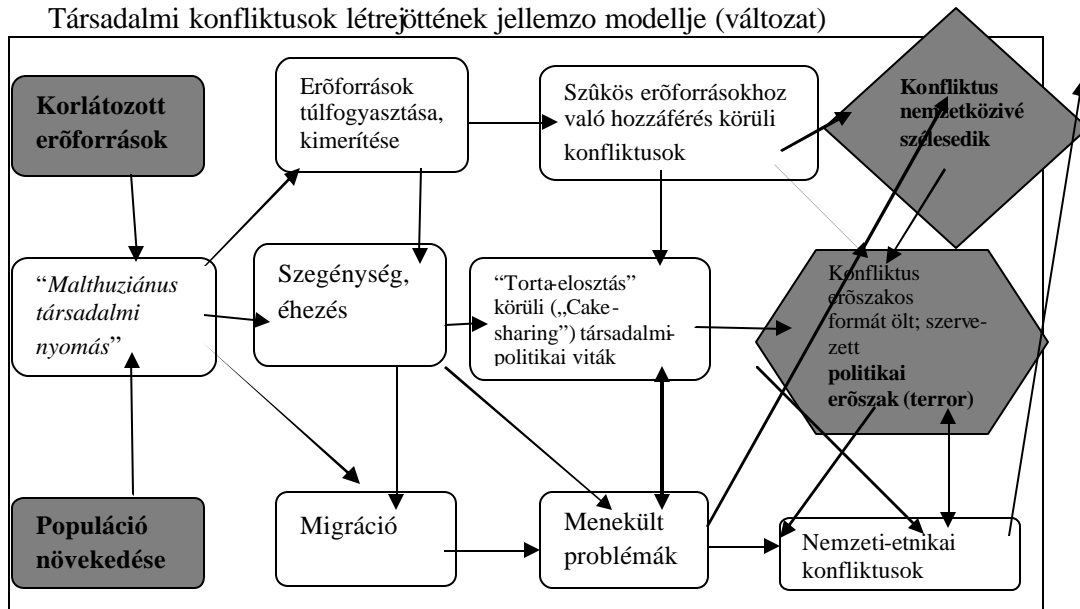 Társadalmi konfliktusok létrejöttének jellemzo modellje (változat)
Korlátozott
erõforrások
Erõforrások
túlfogyasztása,
kimerítése
Szûkös erõforrásokhoz
való hozzáférés körüli
konfliktusok
Konfliktus
nemzetközivé
szélesedik
“Malthuziánus
társadalmi
nyomás”
Szegénység,
éhezés
“Torta-elosztás”
körüli („Cake-
sharing”) társadalmi-
politikai viták
Konfliktus
erõszakos
formát ölt; szerve-
zett
politikai
erõszak (terror)
Populáció
növekedése
Migráció
Menekült
problémák
Nemzeti-etnikai
konfliktusok